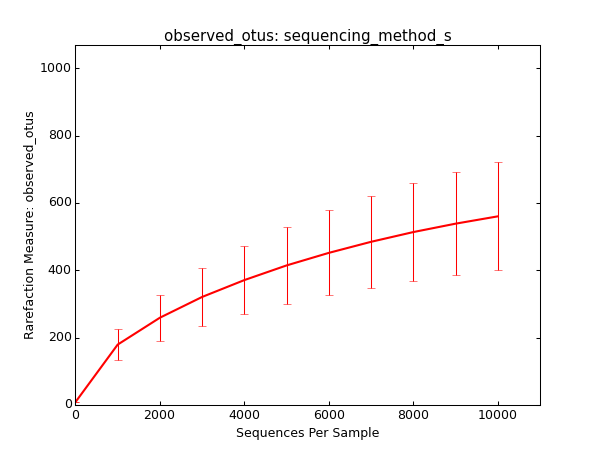 observed_otus: sequencing_method_s
1000
800
600
400
200
0
Rarefaction Measure: observed_otus
0 2000 4000 6000 8000 10000
Sequences Per Sample